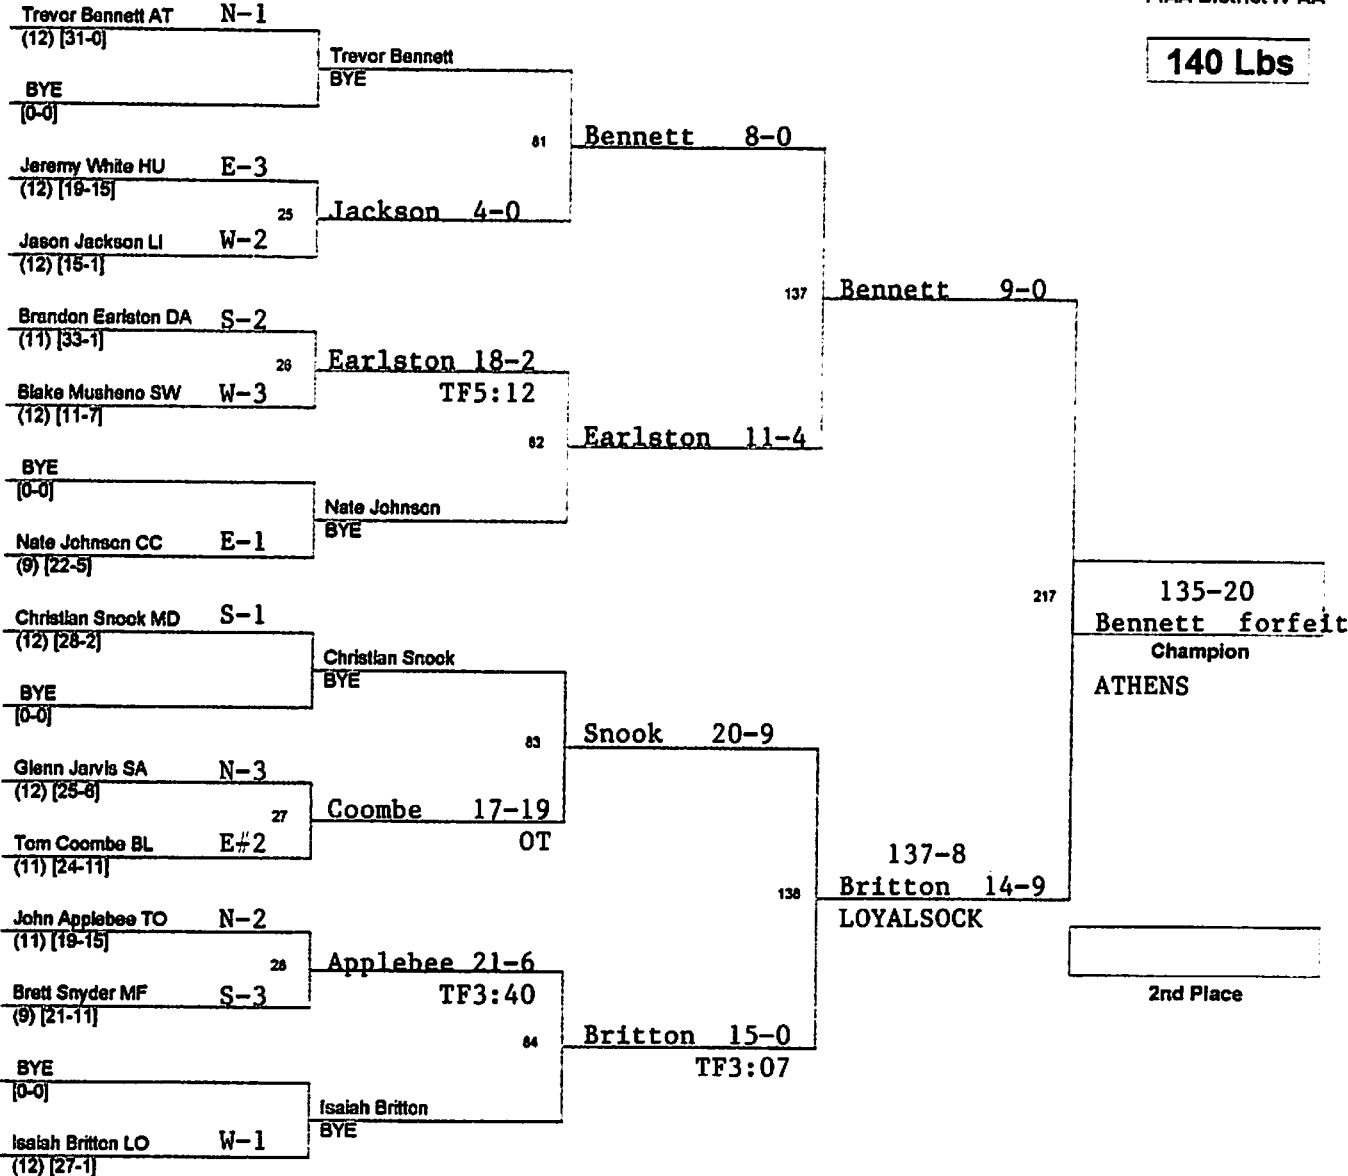 140 Lbs
Trevor Bennett AT N-1
(12) [31-0]
BYE
[0-0]
Jeremy White HU E-3
(12) [19-15]
Jason Jackson LI W-2
(12) [15-1]
Brandon Earlston DA S-2
(11) [33-1]
Blake Musheno SW W-3
(12) [11-7]
BYE
[0-0]
Nate Johnson CC E-1
(9) [22-5]
Christian Snook MD S-1
(12) [28-2]
BYE
[0-0]
Glenn Jarvis SA N-3
(12) [25-6]
Tom Coombe BL E#2
(11) [24-11]
John Applebee TO N-2
(11) [19-15]
Brett Snyder MF S-3
(9) [21-11]
BYE
[0-0]
Isaiah Britton LO W-1
(12) [27-1]
Trevor Bennett
BYE
25
Jackson 4-0
26
Earlston 18-2
TF5:12
Nate Johnson
BYE
Christian Snook
BYE
27
Coombe 17-19
OT
28
Applebee 21-6
TF3:40
Isaiah Britton
BYE
81
Bennett 8-0
82
Earlston 11-4
83
Snook 20-9
84
Britton 15-0
TF3:07
137
Bennett 9-0
138
137-8
Britton 14-9
LOYALSOCK
217
135-20
Bennett forfeit
Champion
ATHENS
2nd Place